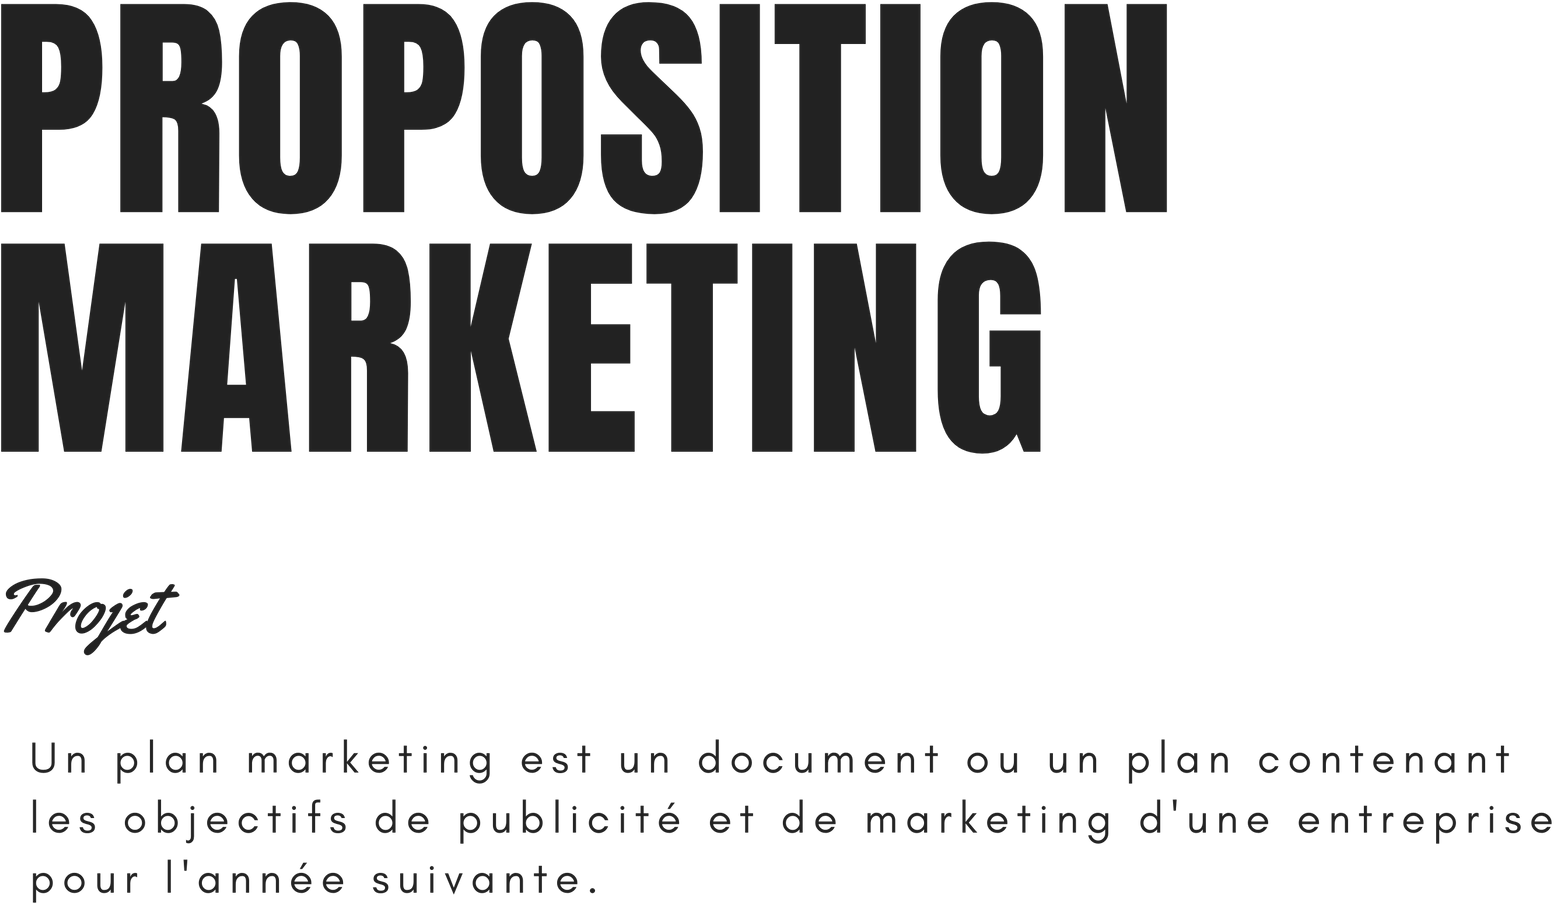 PROPOSITION
MARKETING
Projet
Un plan marketing est un document ou un plan contenant
les objectifs de publicité et de marketing d'une entreprise
pour l'année suivante.